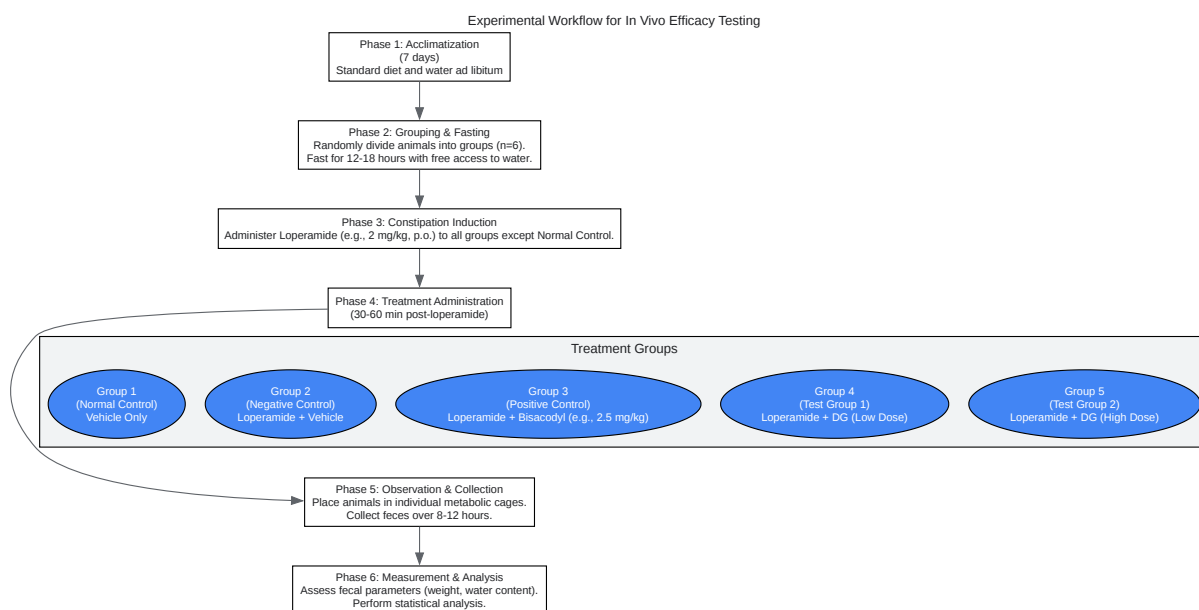 Experimental Workflow for In Vivo Efficacy Testing
Phase 1: Acclimatization
(7 days)
Standard diet and water ad libitum
Phase 2: Grouping & Fasting
Randomly divide animals into groups (n=6).
Fast for 12-18 hours with free access to water.
Phase 3: Constipation Induction
Administer Loperamide (e.g., 2 mg/kg, p.o.) to all groups except Normal Control.
Phase 4: Treatment Administration
(30-60 min post-loperamide)
Treatment Groups
Group 1
(Normal Control)
Vehicle Only
Group 2
(Negative Control)
Loperamide + Vehicle
Group 3
(Positive Control)
Loperamide + Bisacodyl (e.g., 2.5 mg/kg)
Group 4
(Test Group 1)
Loperamide + DG (Low Dose)
Group 5
(Test Group 2)
Loperamide + DG (High Dose)
Phase 5: Observation & Collection
Place animals in individual metabolic cages.
Collect feces over 8-12 hours.
Phase 6: Measurement & Analysis
Assess fecal parameters (weight, water content).
Perform statistical analysis.